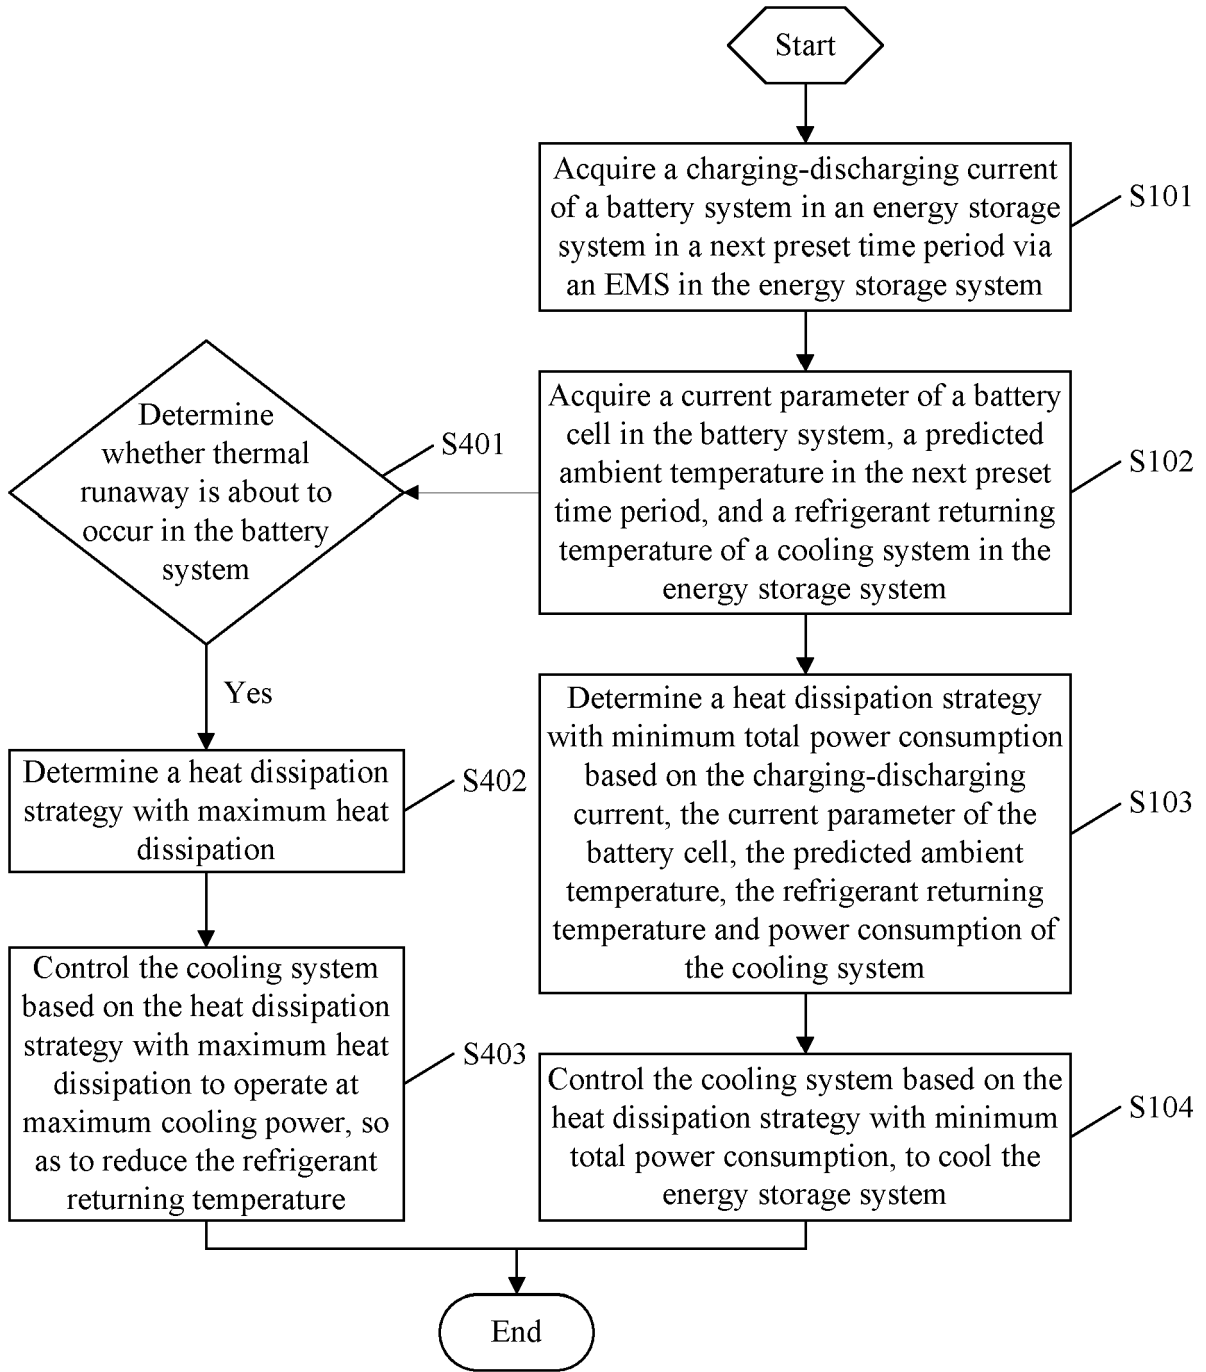 Start
Acquire a charging-discharging current
of a battery system in an energy storage
system in a next preset time period via
an EMS in the energy storage system
S101
Acquire a current parameter of a battery
cell in the battery system, a predicted
ambient temperature in the next preset
time period, and a refrigerant returning
temperature of a cooling system in the
energy storage system
S102
Determine
whether thermal
runaway is about to
occur in the battery
system
S401
Yes
Determine a heat dissipation
strategy with maximum heat
dissipation
S402
Control the cooling system
based on the heat dissipation
strategy with maximum heat
dissipation to operate at
maximum cooling power, so
as to reduce the refrigerant
returning temperature
S403
Determine a heat dissipation strategy
with minimum total power consumption
based on the charging-discharging
current, the current parameter of the
battery cell, the predicted ambient
temperature, the refrigerant returning
temperature and power consumption of
the cooling system
S103
Control the cooling system based on the
heat dissipation strategy with minimum
total power consumption, to cool the
energy storage system
S104
End